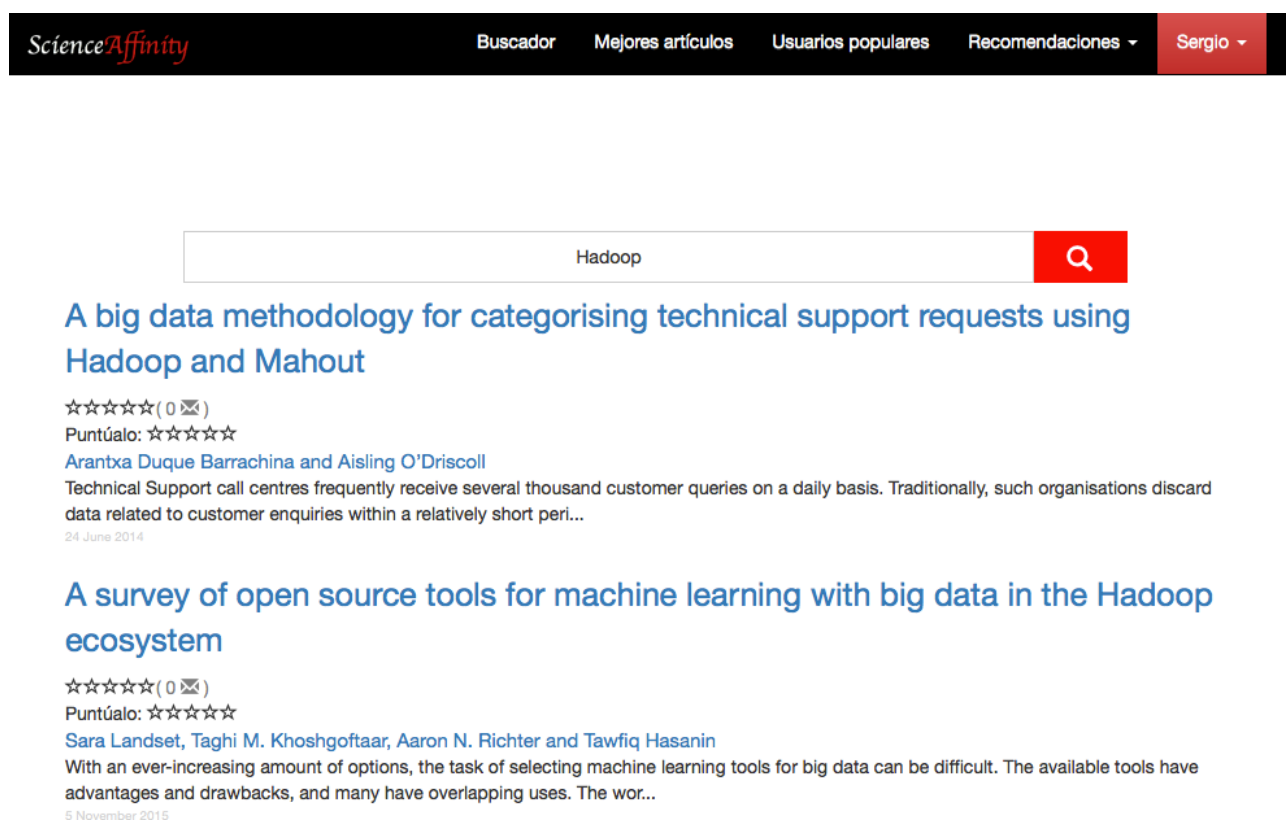 ScienceAffinity Buscador Mejores artículos Usuarios populares Recomendaciones Sergio
Hadoop
A big data methodology for categorising technical support requests using
Hadoop and Mahout
☆☆☆☆☆( 0 ✉ )
Puntúalo: ☆☆☆☆☆
Arantxa Duque Barrachina and Aisling O’Driscoll
Technical Support call centres frequently receive several thousand customer queries on a daily basis. Traditionally, such organisations discard
data related to customer enquiries within a relatively short peri...
24 June 2014
A survey of open source tools for machine learning with big data in the Hadoop
ecosystem
☆☆☆☆☆( 0 ✉ )
Puntúalo: ☆☆☆☆☆
Sara Landset, Taghi M. Khoshgoftaar, Aaron N. Richter and Tawfiq Hasanin
With an ever-increasing amount of options, the task of selecting machine learning tools for big data can be difficult. The available tools have
advantages and drawbacks, and many have overlapping uses. The wor...
5 November 2015